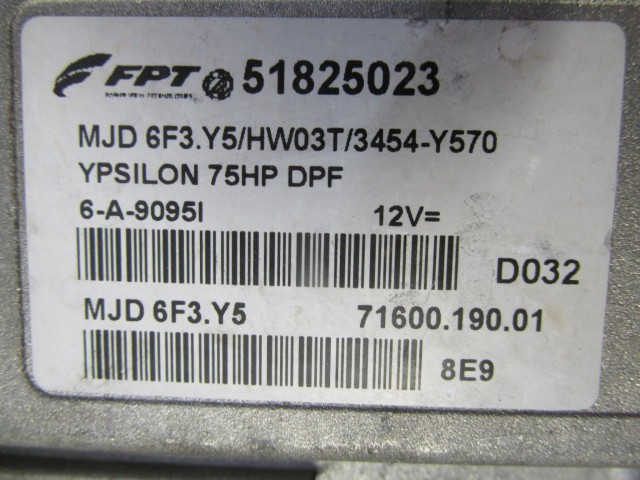 FPT 51825023
MJD 6F3.Y5/HW03T/3454-Y570
YPSILON 75HP DPF
6-A-9095I 12V=
D032
MJD 6F3.Y5 71600.190.01
8E9